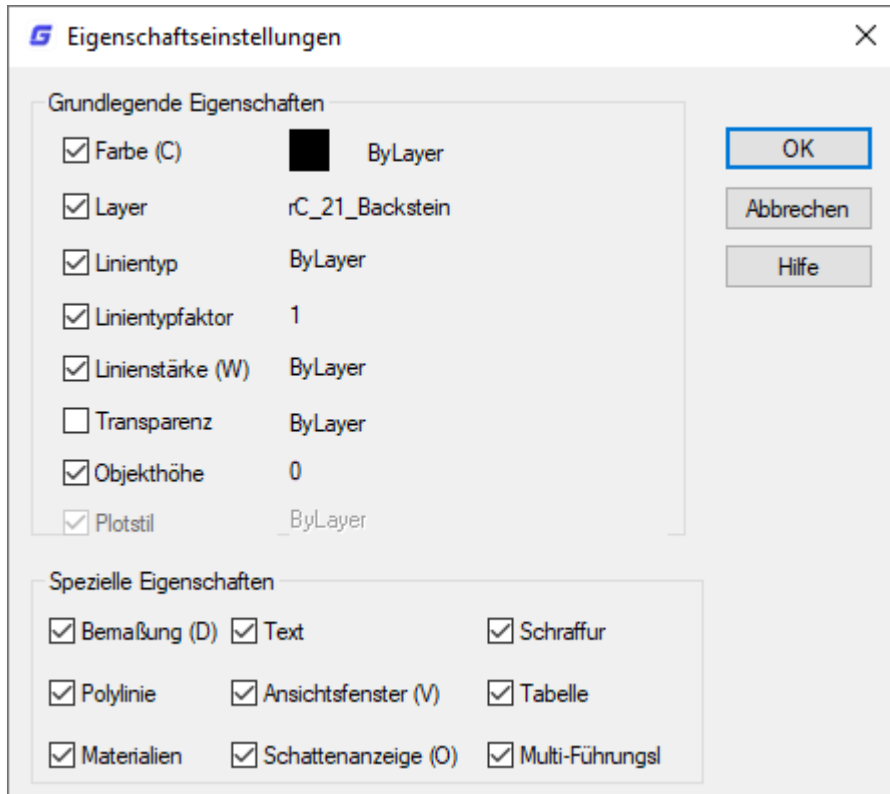 Eigenschaftseinstellungen
Grundlegende Eigenschaften
Farbe (C) ByLayer
OK
Layer rC_21_Backstein
Abbrechen
Linientyp ByLayer
Hilfe
Linientypfaktor 1
Linienstärke (W) ByLayer
Transparenz ByLayer
Objekthöhe 0
Plotstil ByLayer
Spezielle Eigenschaften
Bemaßung (D) Text Schraffur
Polylinie Ansichtsfenster (V) Tabelle
Materialien Schattenanzeige (O) Multi-Führungsl